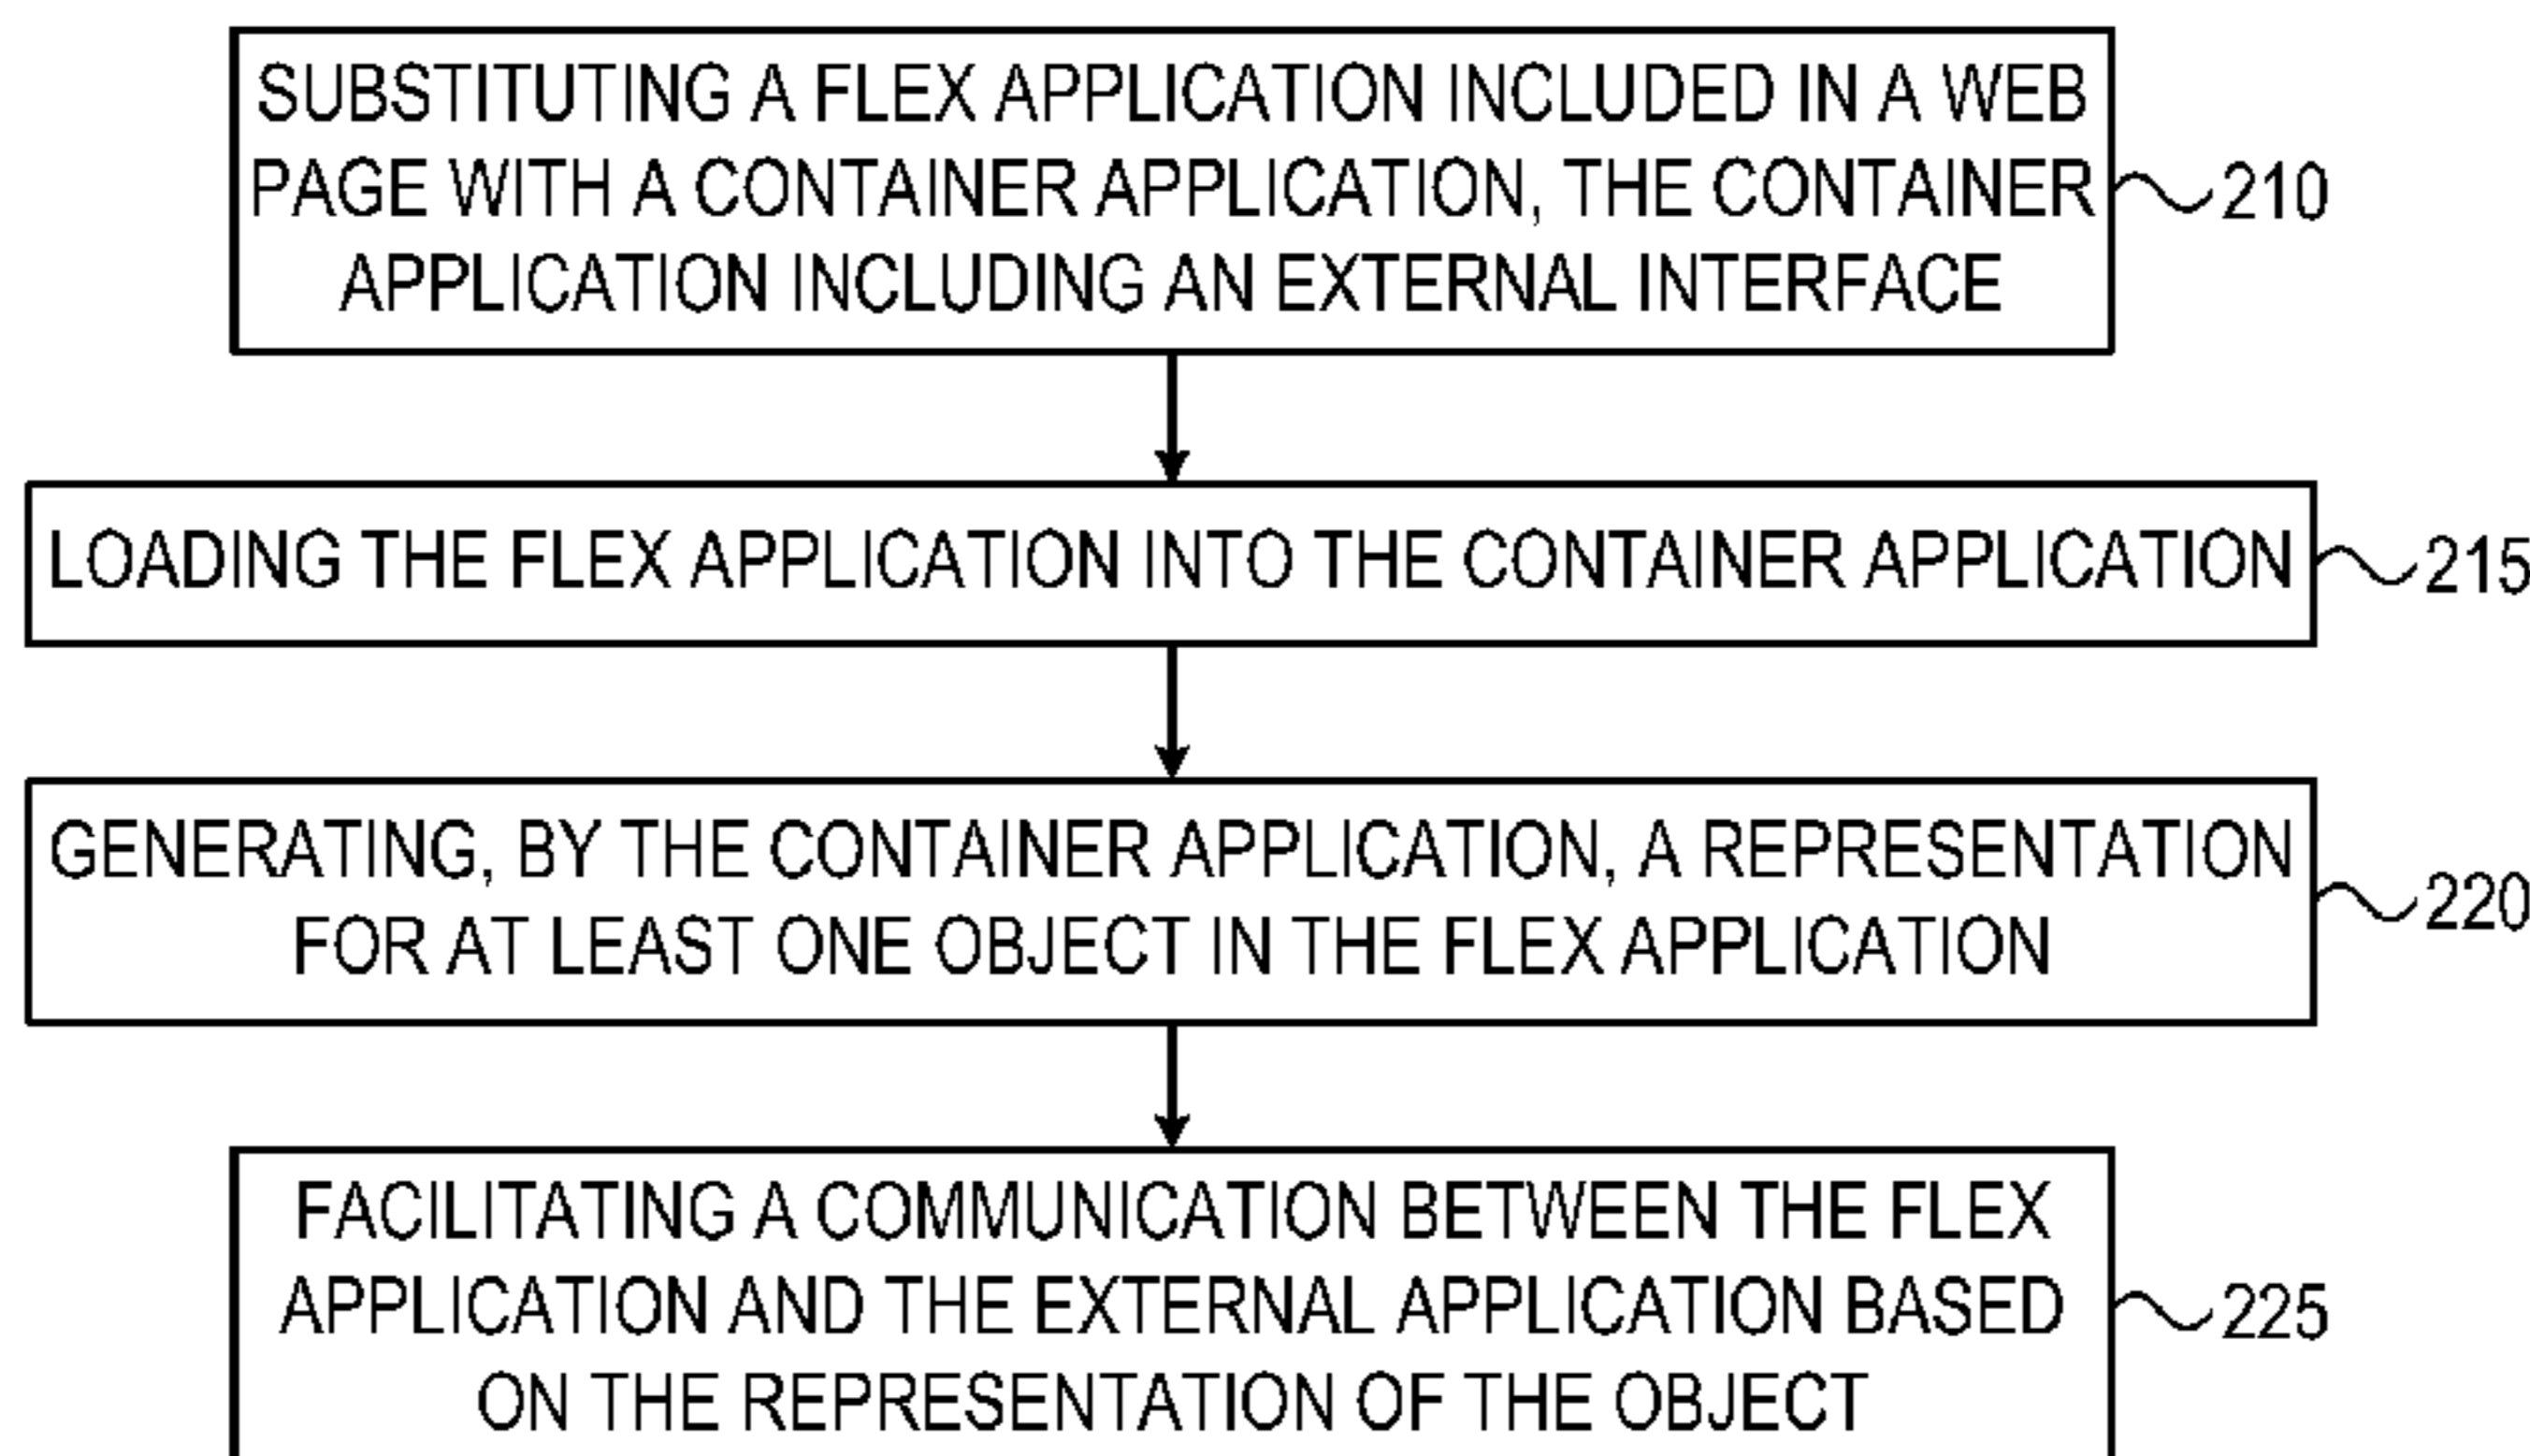 SUBSTITUTING A FLEX APPLICATION INCLUDED IN A WEB
PAGE WITH A CONTAINER APPLICATION, THE CONTAINER
APPLICATION INCLUDING AN EXTERNAL INTERFACE
210
LOADING THE FLEX APPLICATION INTO THE CONTAINER APPLICATION
215
GENERATING, BY THE CONTAINER APPLICATION, A REPRESENTATION
FOR AT LEAST ONE OBJECT IN THE FLEX APPLICATION
220
FACILITATING A COMMUNICATION BETWEEN THE FLEX
APPLICATION AND THE EXTERNAL APPLICATION BASED
ON THE REPRESENTATION OF THE OBJECT
225